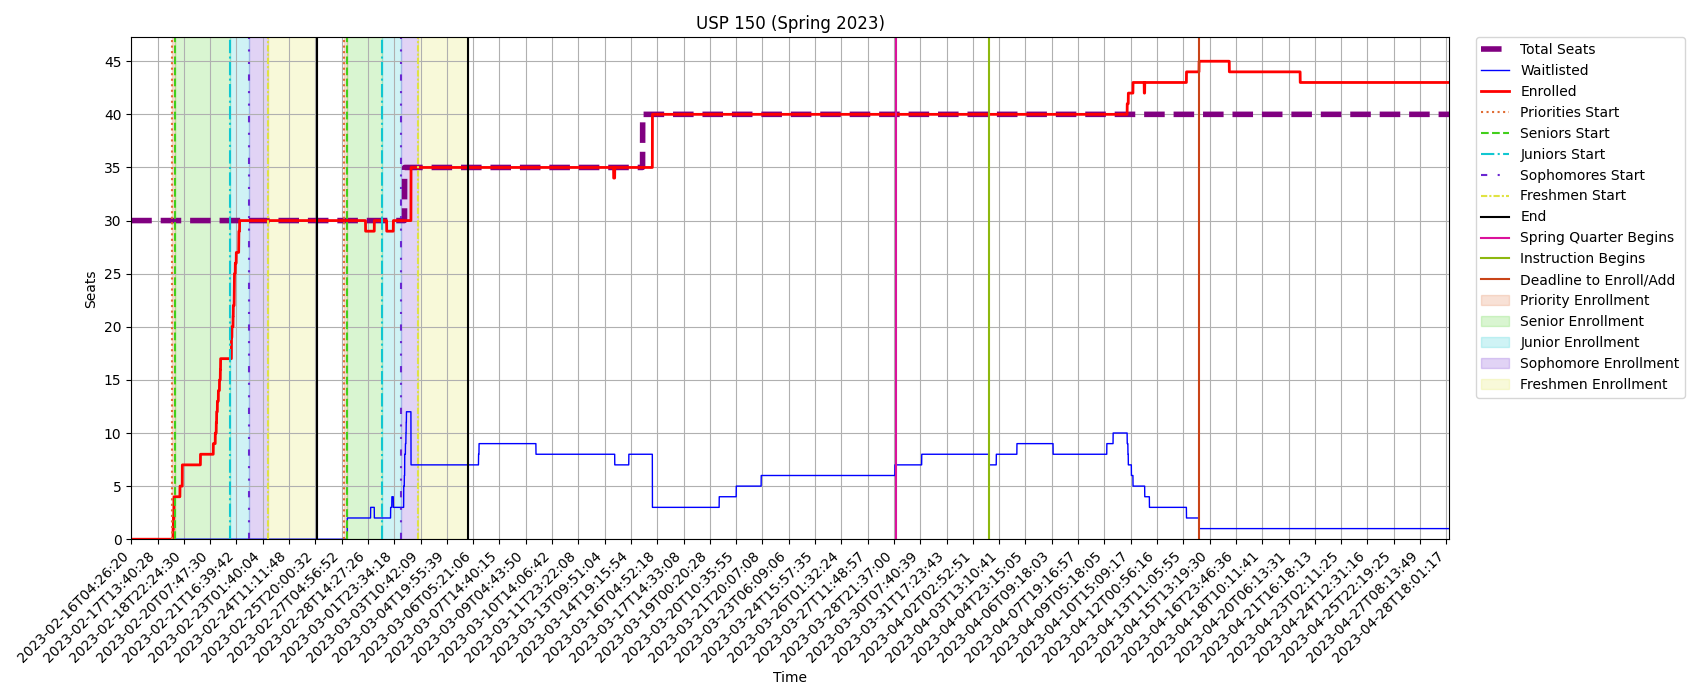 USP 150 (Spring 2023)
Seats
45
40
35
30
25
20
15
10
5
0
2023-02-16T04:26:20
2023-02-17T13:40:28
2023-02-18T22:24:30
2023-02-20T07:47:30
2023-02-21T16:39:42
2023-02-23T01:40:04
2023-02-24T11:11:48
2023-02-25T20:00:32
2023-02-27T04:56:52
2023-02-28T14:27:26
2023-03-01T23:34:18
2023-03-03T10:42:09
2023-03-04T19:55:39
2023-03-06T05:21:06
2023-03-07T14:40:15
2023-03-09T04:43:50
2023-03-10T14:06:42
2023-03-11T23:22:08
2023-03-13T09:51:04
2023-03-14T19:15:54
2023-03-16T04:52:18
2023-03-17T14:33:08
2023-03-19T00:20:28
2023-03-20T10:35:55
2023-03-21T20:07:08
2023-03-23T06:09:06
2023-03-24T15:57:35
2023-03-26T01:32:24
2023-03-27T11:48:57
2023-03-28T21:37:00
2023-03-30T07:40:39
2023-03-31T17:23:43
2023-04-02T02:52:51
2023-04-03T13:10:41
2023-04-04T23:15:05
2023-04-06T09:18:03
2023-04-07T19:16:57
2023-04-09T05:18:05
2023-04-10T15:09:17
2023-04-12T00:56:16
2023-04-13T11:05:55
2023-04-15T13:19:30
2023-04-16T23:46:36
2023-04-18T10:11:41
2023-04-20T06:13:31
2023-04-21T16:18:13
2023-04-23T02:11:25
2023-04-24T12:31:16
2023-04-25T22:19:25
2023-04-27T08:13:49
2023-04-28T18:01:17
Time
Total Seats
Waitlisted
Enrolled
Priorities Start
Seniors Start
Juniors Start
Sophomores Start
Freshmen Start
End
Spring Quarter Begins
Instruction Begins
Deadline to Enroll/Add
Priority Enrollment
Senior Enrollment
Junior Enrollment
Sophomore Enrollment
Freshmen Enrollment